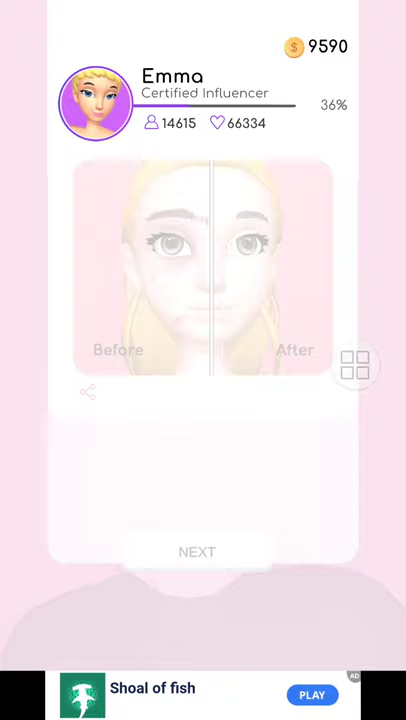 9590
Emma
Certified Influencer
36%
14615 66334
Before After
NEXT
AD
Shoal of fish
PLAY